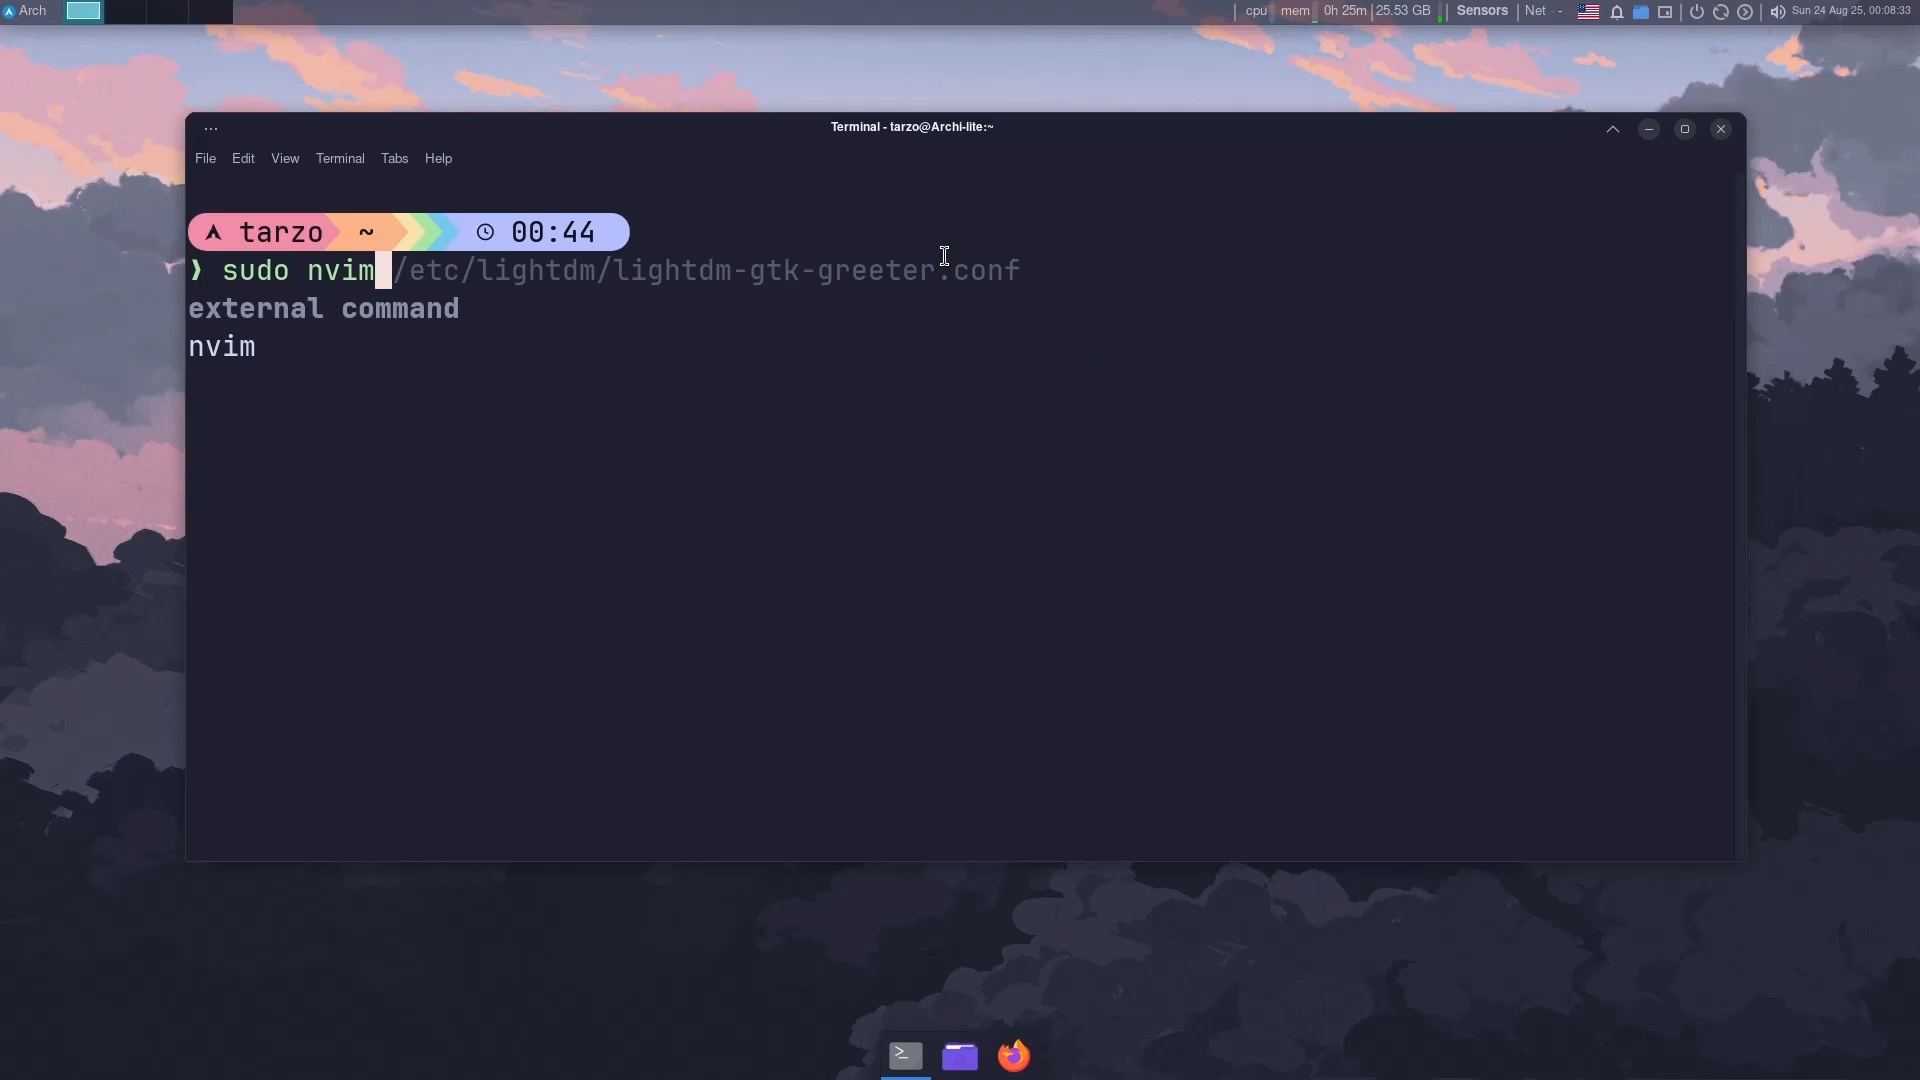 Arch
cpu mem 0h 25m 25.53 GB Sensors Net Sun 24 Aug 25, 00:08:33
Terminal - tarzo@Archi-lite:~
File Edit View Terminal Tabs Help
tarzo ~ 00:44
❯ sudo nvim /etc/lightdm/lightdm-gtk-greeter.conf
external command
nvim